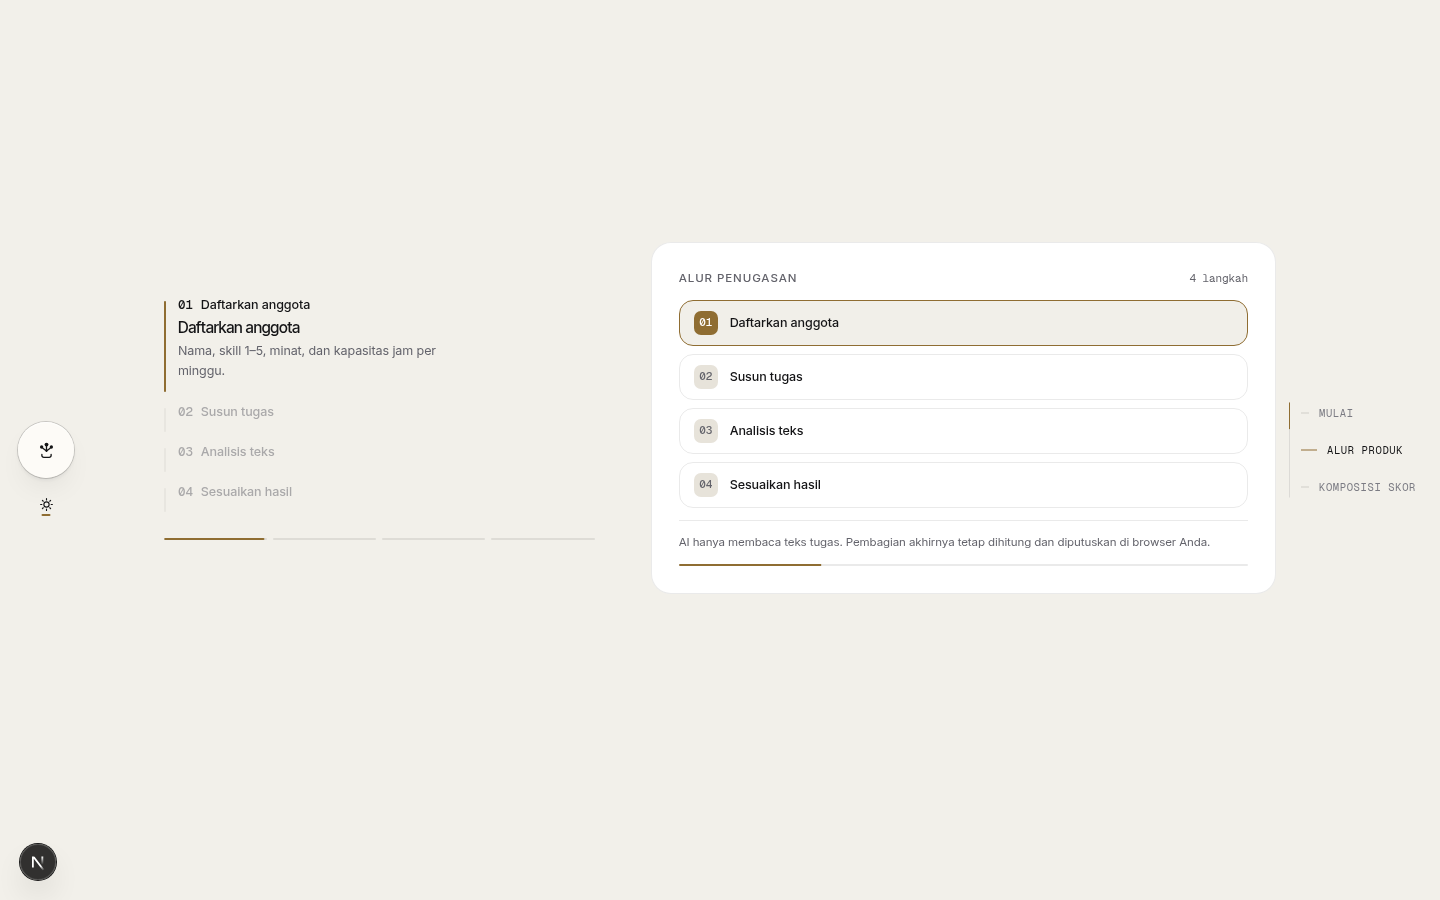 01 Daftarkan anggota
Daftarkan anggota
Nama, skill 1–5, minat, dan kapasitas jam per
minggu.
02 Susun tugas
03 Analisis teks
04 Sesuaikan hasil
ALUR PENUGASAN
4 langkah
01 Daftarkan anggota
02 Susun tugas
03 Analisis teks
04 Sesuaikan hasil
AI hanya membaca teks tugas. Pembagian akhirnya tetap dihitung dan diputuskan di browser Anda.
MULAI
ALUR PRODUK
KOMPOSISI SKOR
N